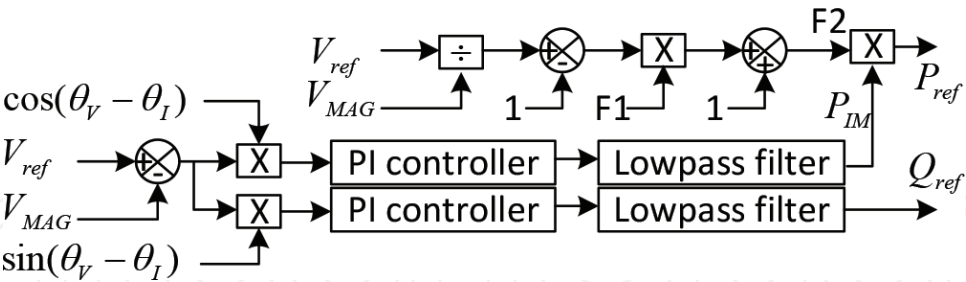 V_ref ÷ + - X + + F2 X P_ref
V_MAG 1 F1 1 P_IM
cos(θ_V − θ_I)
V_ref + - X PI controller Lowpass filter
V_MAG X PI controller Lowpass filter Q_ref
sin(θ_V − θ_I)